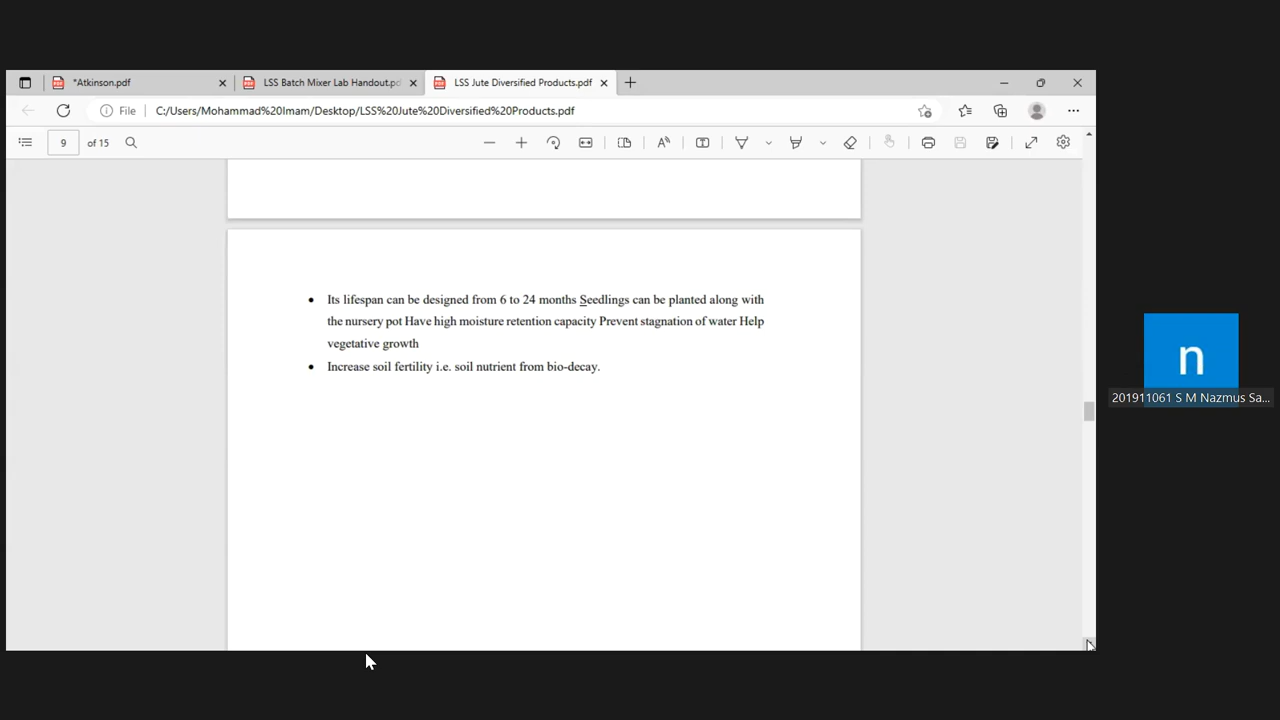 *Atkinson.pdf
LSS Batch Mixer Lab Handout.pd
LSS Jute Diversified Products.pdf
File
C:/Users/Mohammad%20Imam/Desktop/LSS%20Jute%20Diversified%20Products.pdf
9 of 15
• Its lifespan can be designed from 6 to 24 months Seedlings can be planted along with
the nursery pot Have high moisture retention capacity Prevent stagnation of water Help
vegetative growth
• Increase soil fertility i.e. soil nutrient from bio-decay.
n
201911061 S M Nazmus Sa...